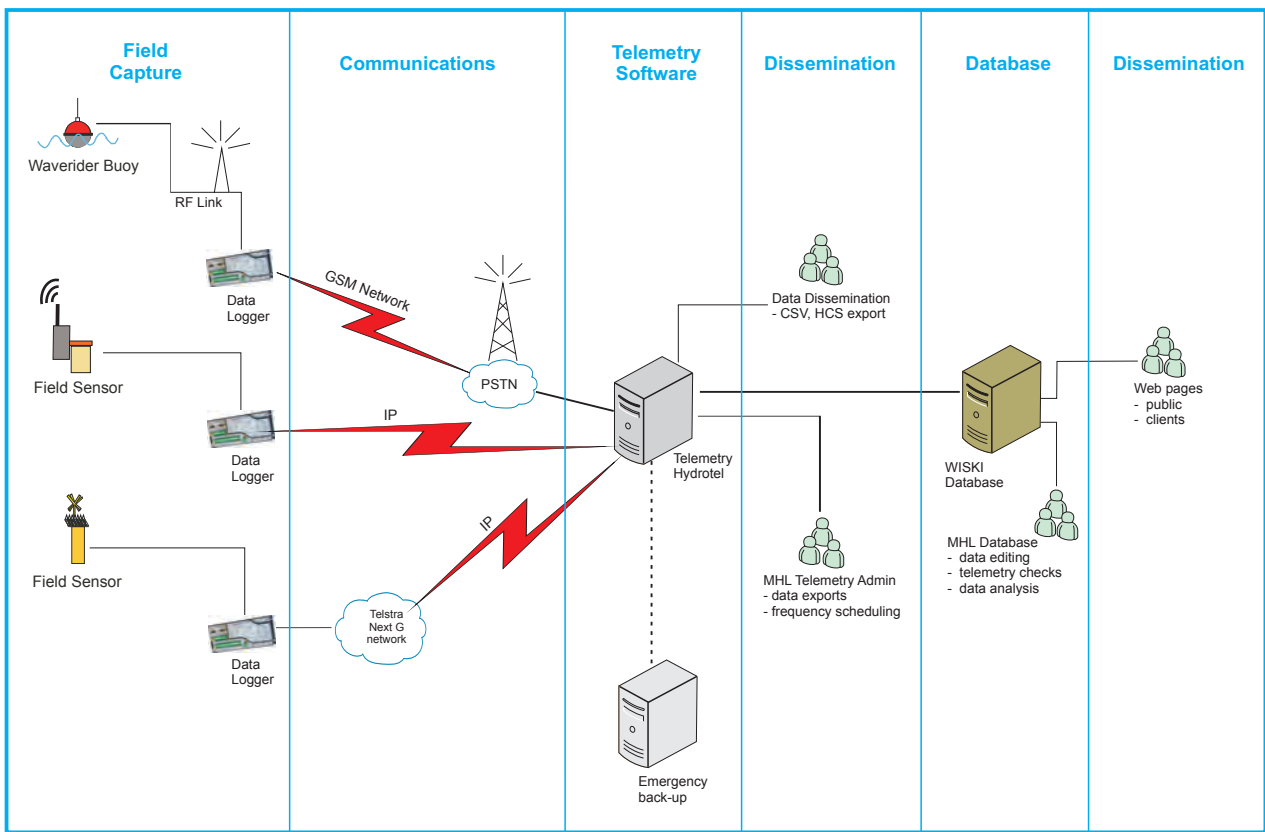 Field
Capture
Communications
Telemetry
Software
Dissemination
Database
Dissemination
Waverider Buoy
RF Link
Data
Logger
GSM Network
PSTN
Field Sensor
Data
Logger
IP
Field Sensor
Data
Logger
Telstra
Next G
network
IP
Telemetry
Hydrotel
Emergency
back-up
Data Dissemination
- CSV, HCS export
MHL Telemetry Admin
- data exports
- frequency scheduling
WISKI
Database
MHL Database
- data editing
- telemetry checks
- data analysis
Web pages
- public
- clients